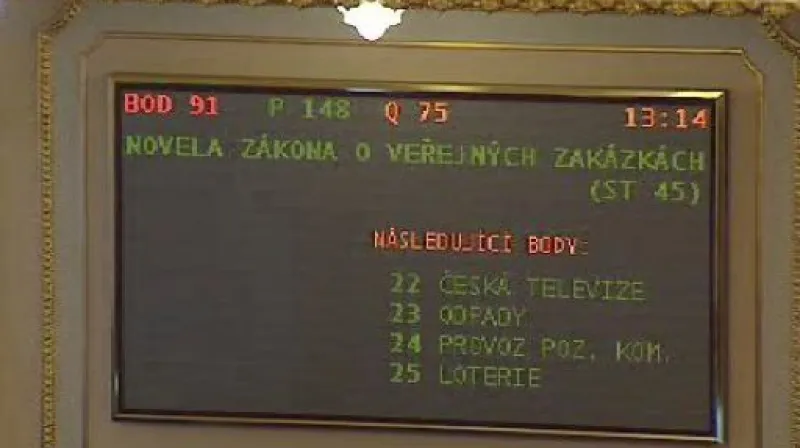 BOD 91 P 148 Q 75 13:14
NOVELA ZÁKONA O VEŘEJNÝCH ZAKÁZKÁCH
(ST 45)
NÁSLEDUJÍCÍ BODY:
22 ČESKÁ TELEVIZE
23 ODPADY
24 PROVOZ POZ. KOM.
25 LOTERIE